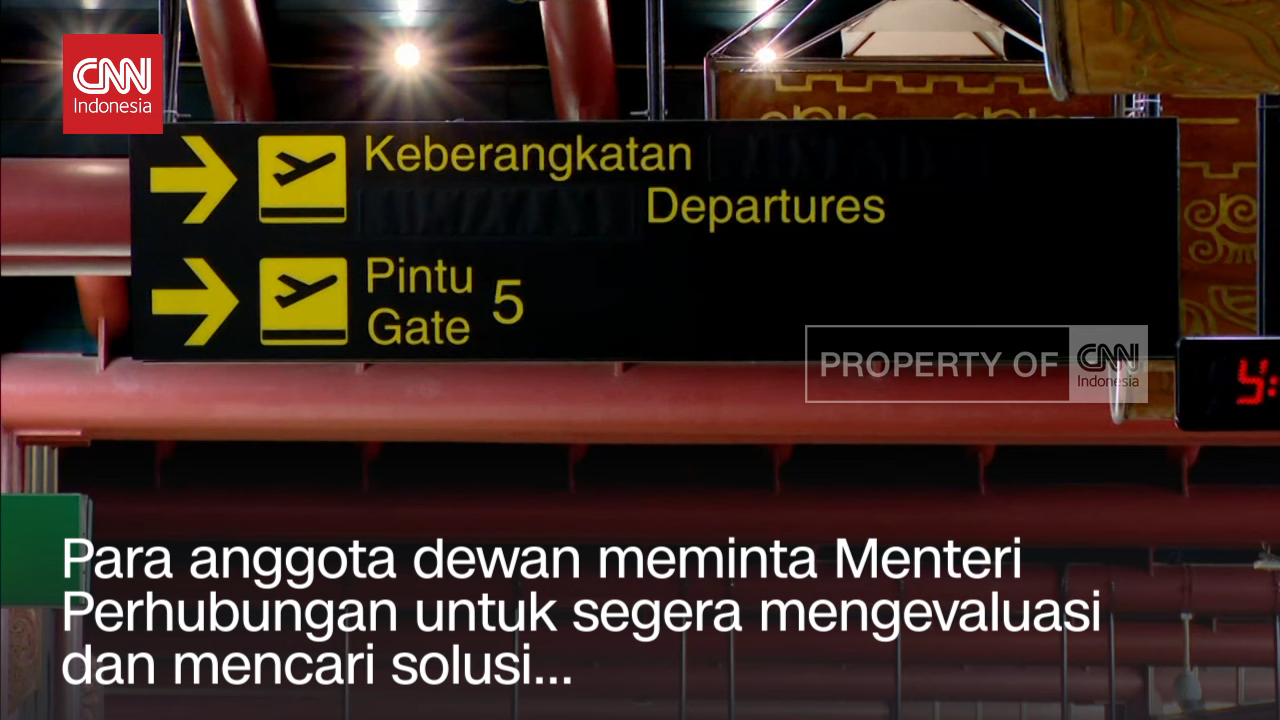 CNN
Indonesia
Keberangkatan
Departures
Pintu
Gate 5
PROPERTY OF CNN
Indonesia
Para anggota dewan meminta Menteri
Perhubungan untuk segera mengevaluasi
dan mencari solusi...